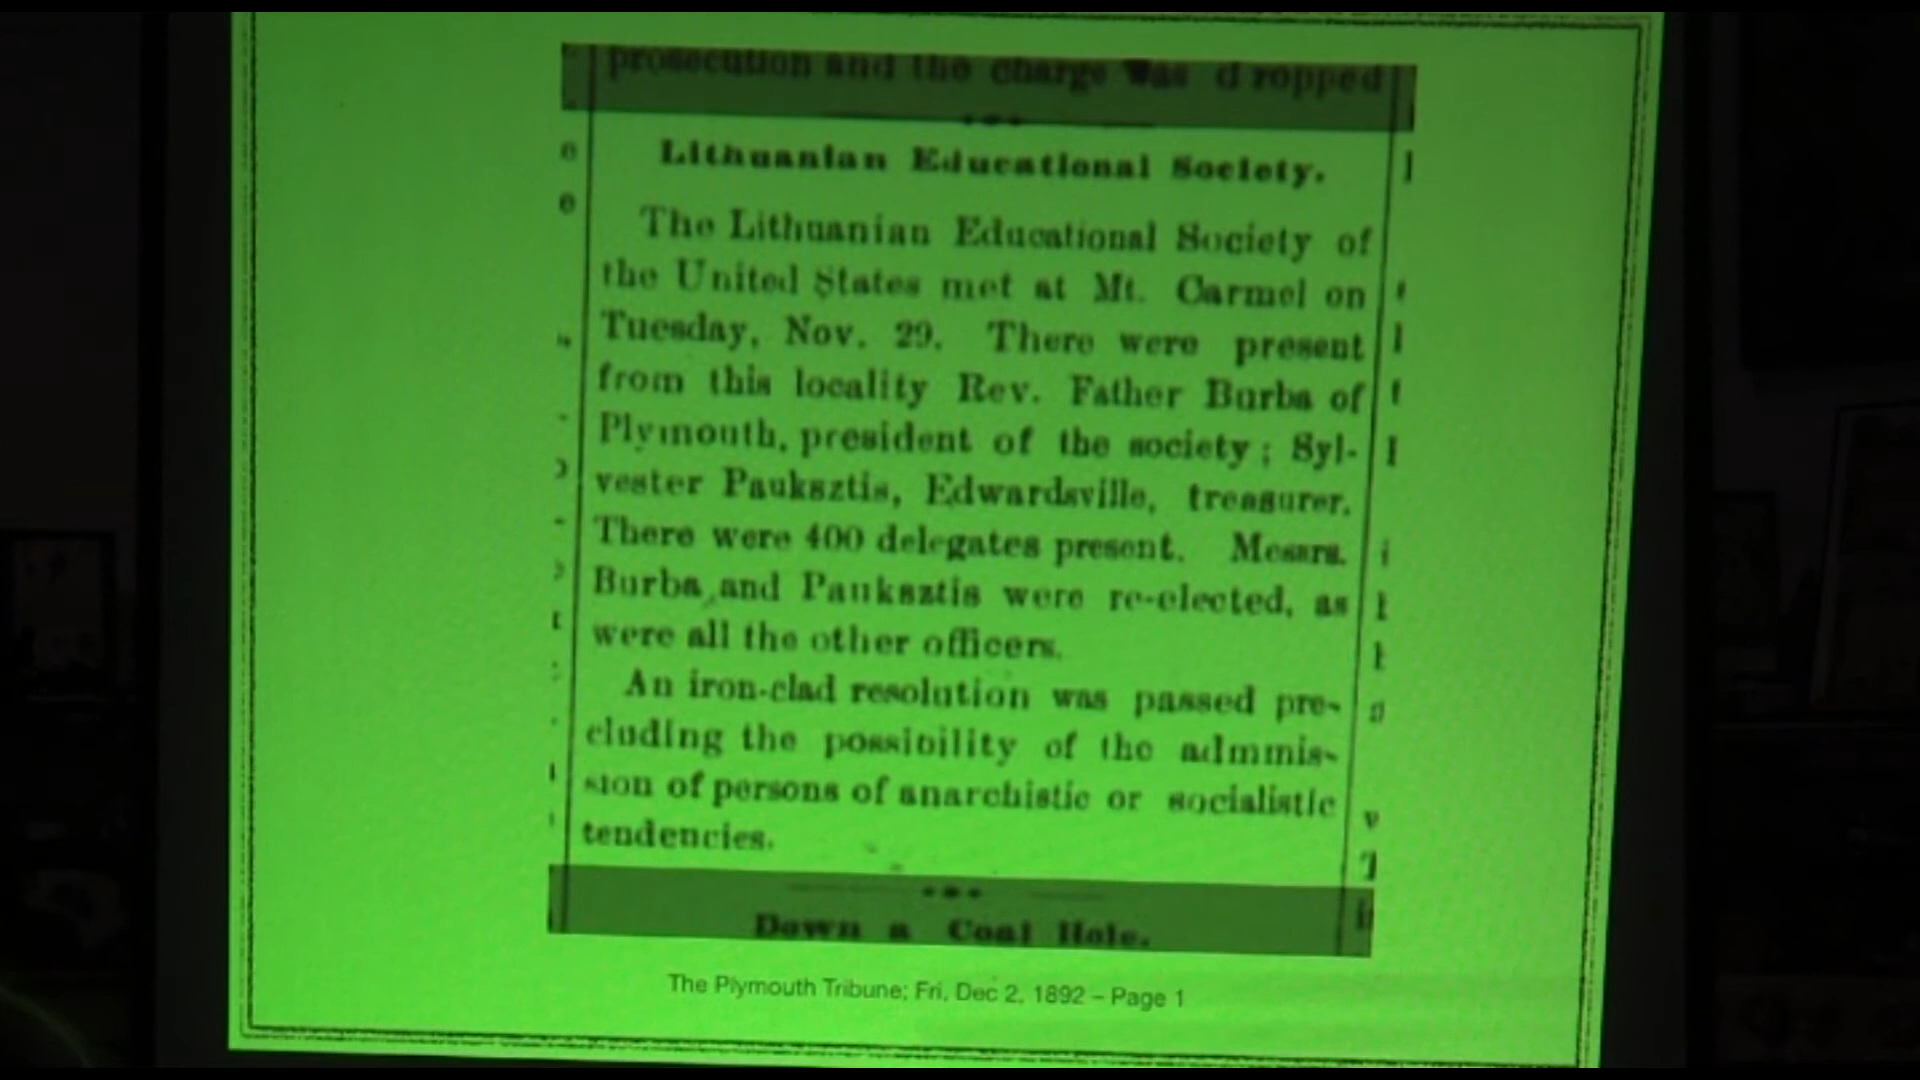 prosecution and the charge was d ropped
Lithuanian Educational Society.
The Lithuanian Educational Society of
the United States met at Mt. Carmel on
Tuesday, Nov. 29. There were present
from this locality Rev. Father Burba of
Plymouth, president of the society; Syl-
vester Pauksztis, Edwardsville, treasurer.
There were 400 delegates present. Messrs.
Burba and Pauksztis were re-elected, as
were all the other officers.
An iron-clad resolution was passed pre-
cluding the possibility of the admmis-
sion of persons of anarchistic or socialistic
tendencies.
Down a Coal Hole.
The Plymouth Tribune; Fri, Dec 2, 1892 – Page 1